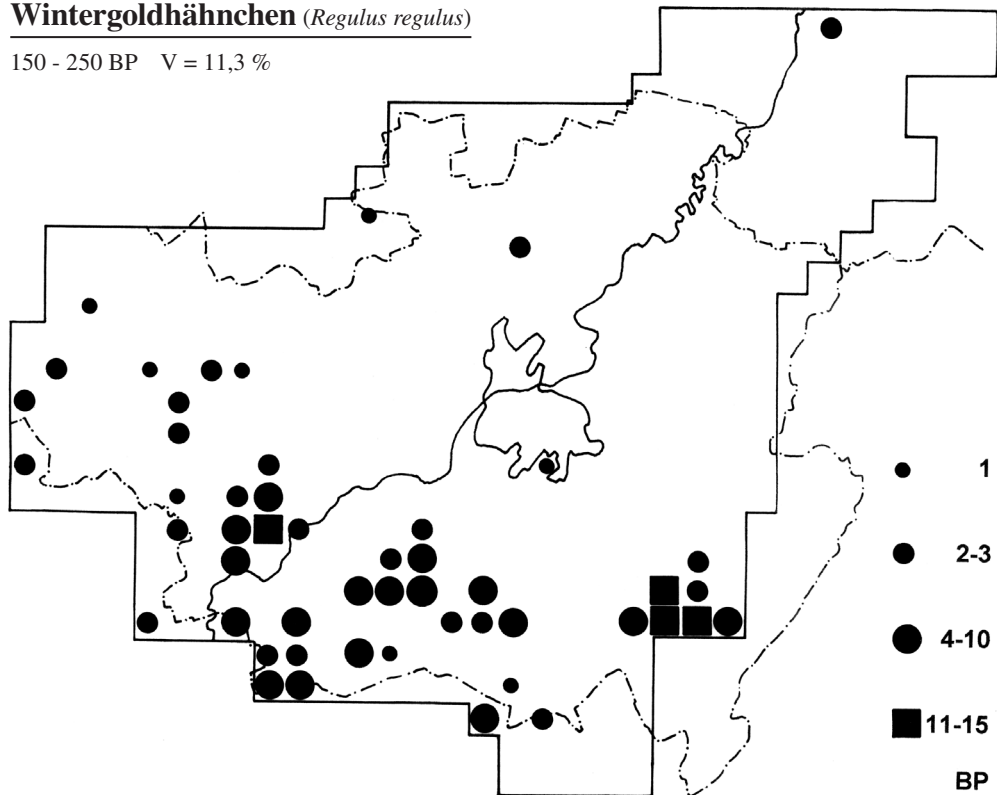 Wintergoldhähnchen (Regulus regulus)
150 - 250 BP V = 11,3 %
1
2-3
4-10
11-15
BP